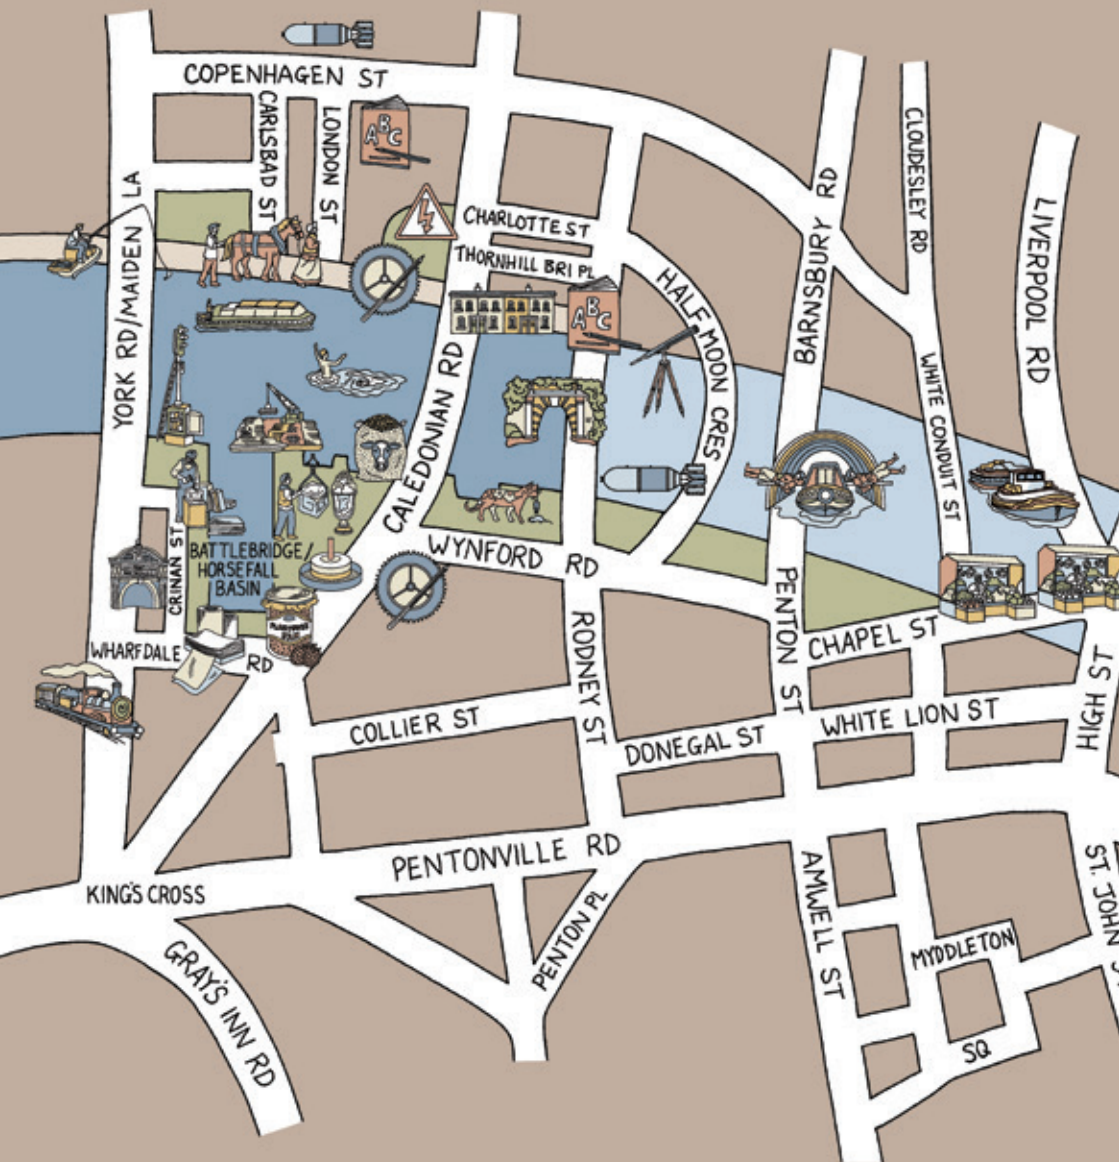 COPENHAGEN ST
CARLSBAD ST
LONDON ST
ABC
YORK RD/MAIDEN LA
CHARLOTTE ST
THORNHILL BRI PL
ABC
HALF MOON CRES
BARNSBURY RD
CLOUDESLEY RD
LIVERPOOL RD
WHITE CONDUIT ST
CALEDONIAN RD
WYNFORD RD
BATTLEBRIDGE/
HORSEFALL
BASIN
CRINAN ST
WHARFDALE RD
RODNEY ST
PENTON ST
CHAPEL ST
COLLIER ST
DONEGAL ST
WHITE LION ST
HIGH ST
PENTONVILLE RD
KING'S CROSS
GRAY'S INN RD
PENTON PL
AMWELL ST
MYDDLETON
SQ
ST. JOHN